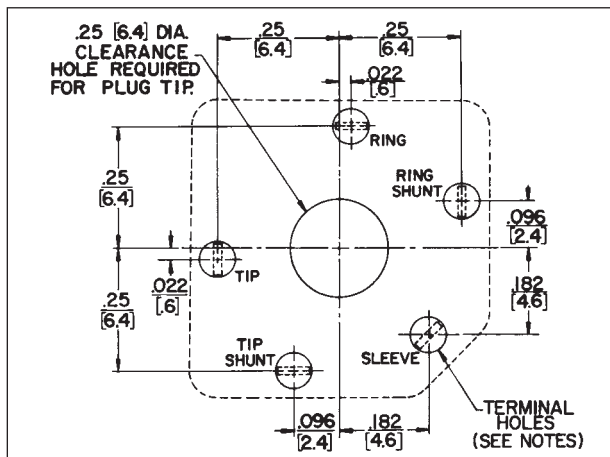 .25 [6.4] DIA.
CLEARANCE
HOLE REQUIRED
FOR PLUG TIP.
.25
[6.4]
.25
[6.4]
.022
[.6]
RING
.25
[6.4]
RING
SHUNT
.096
[2.4]
TIP
.022
[.6]
.182
[4.6]
.25
[6.4]
TIP
SHUNT
SLEEVE
.096
[2.4]
.182
[4.6]
TERMINAL
HOLES
(SEE NOTES)